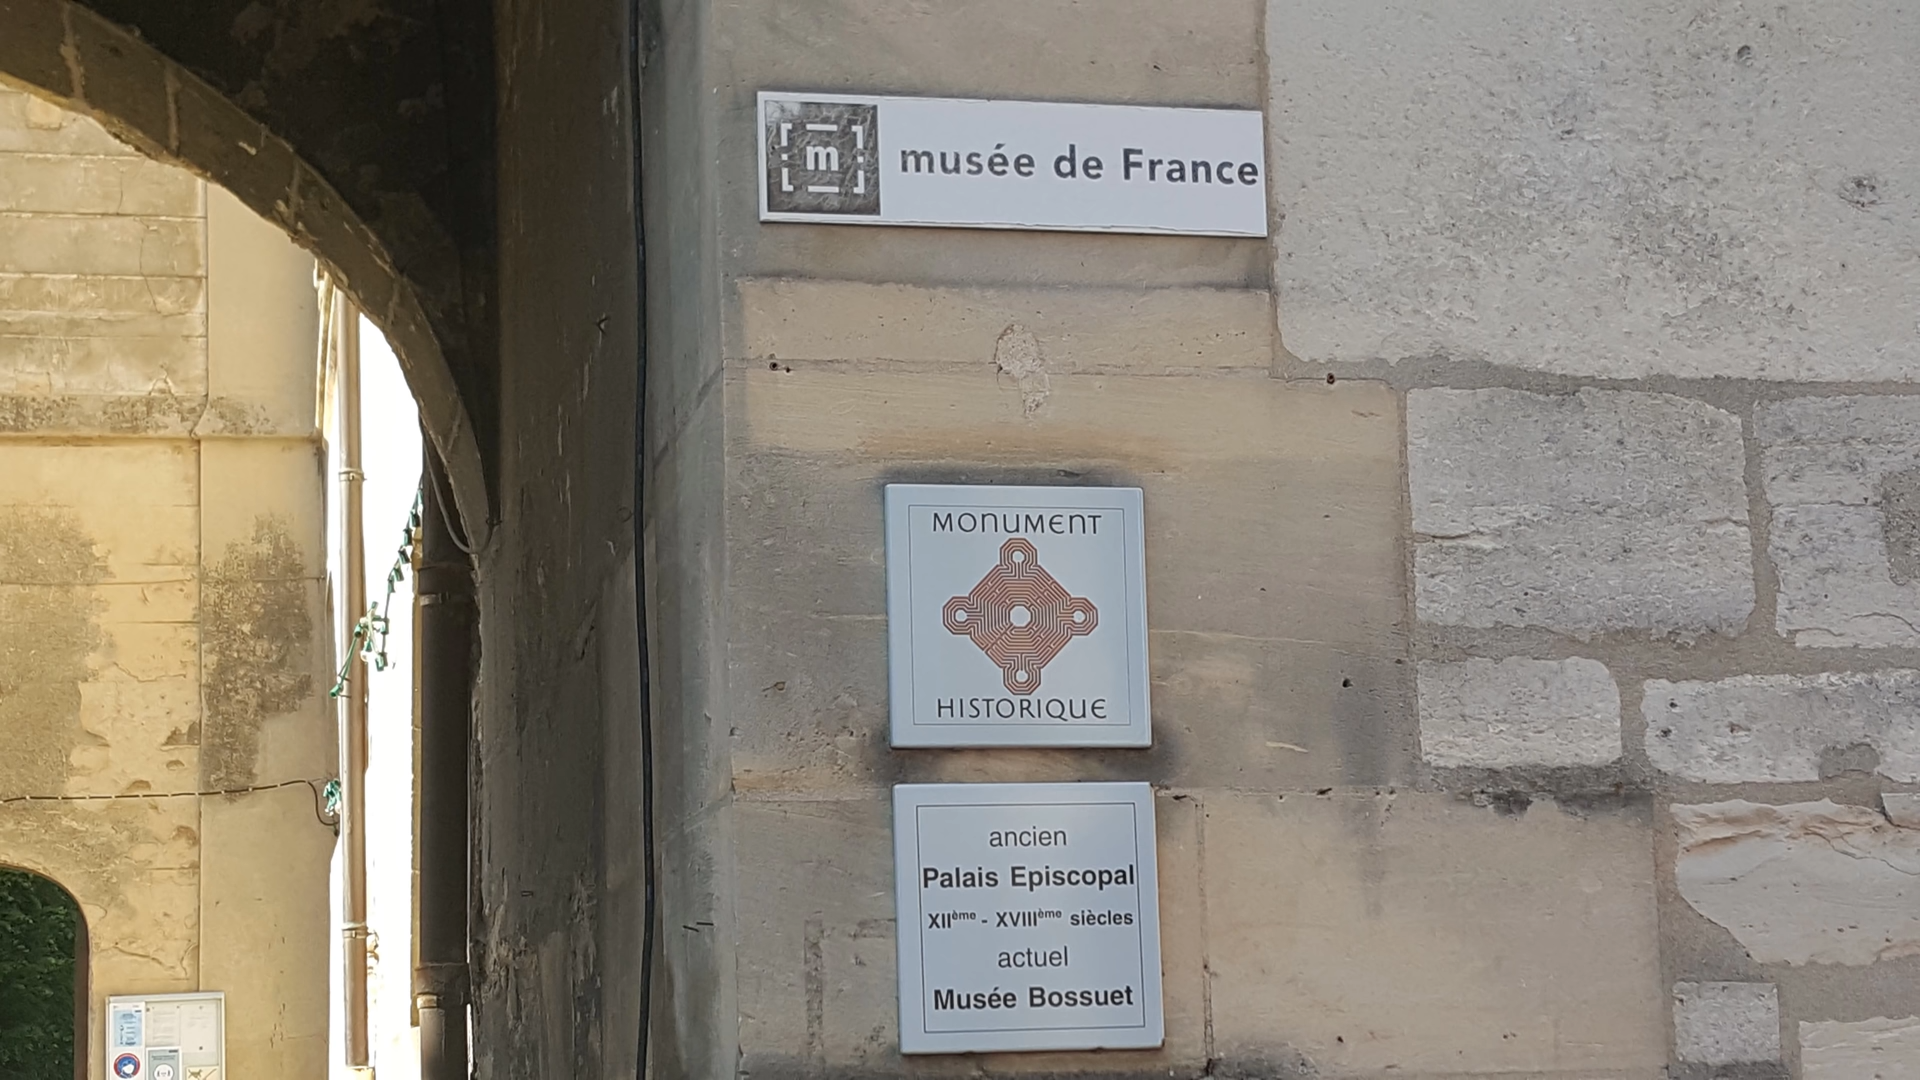 m musée de France
MONUMENT
HISTORIQUE
ancien
Palais Episcopal
XIIème - XVIIIème siècles
actuel
Musée Bossuet